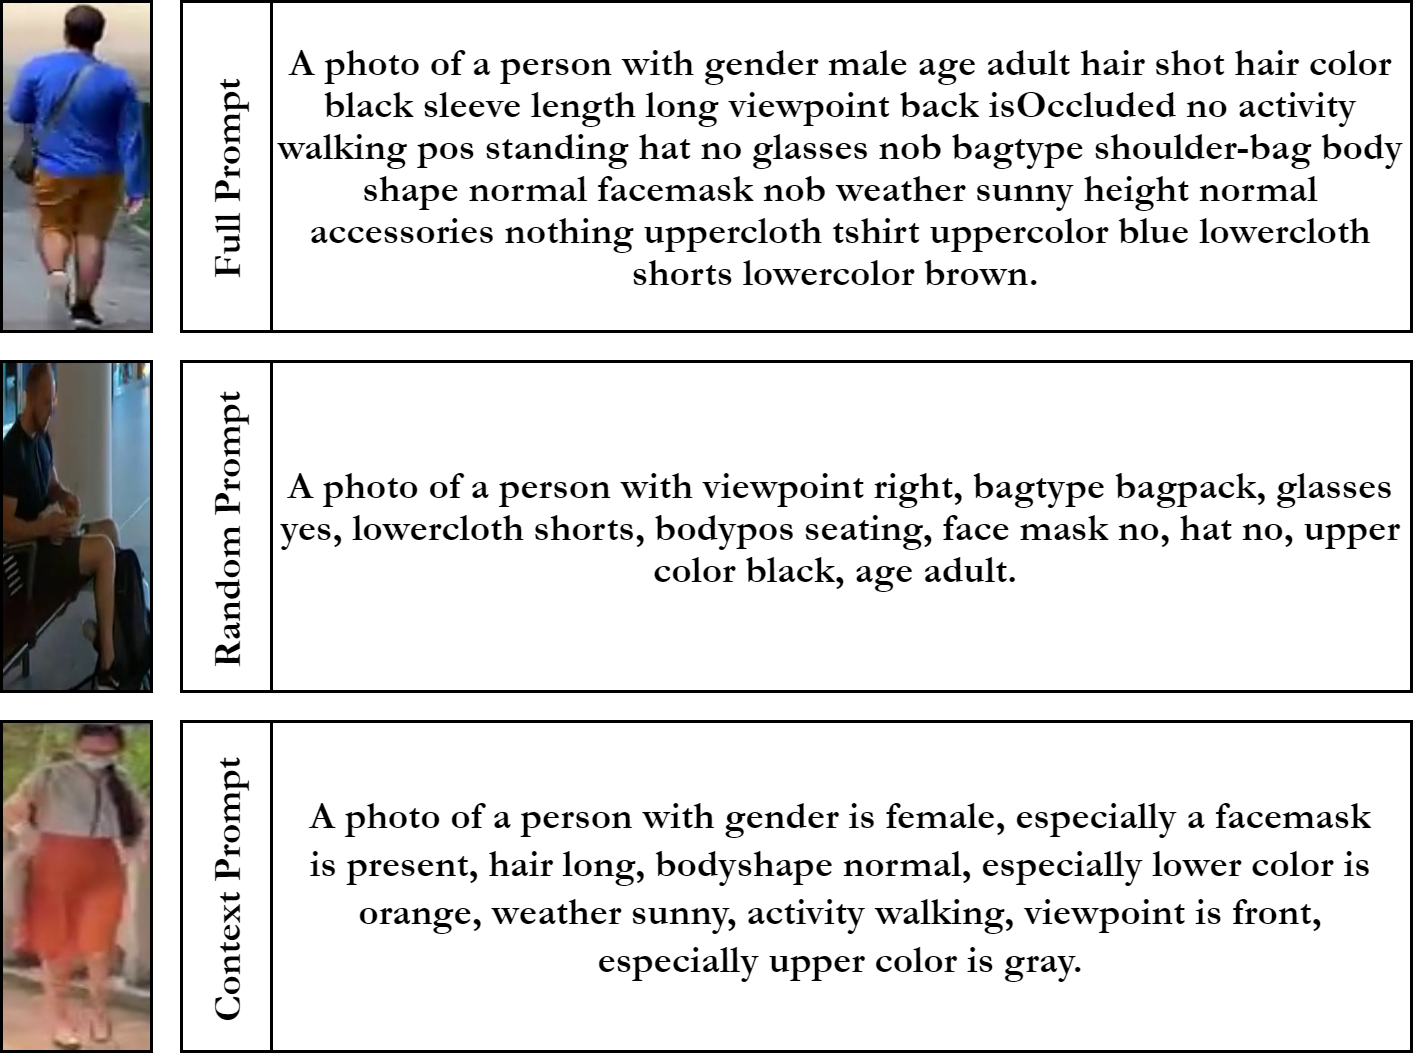 Full Prompt
A photo of a person with gender male age adult hair shot hair color
black sleeve length long viewpoint back isOccluded no activity
walking pos standing hat no glasses nob bagtype shoulder-bag body
shape normal facemask nob weather sunny height normal
accessories nothing uppercloth tshirt uppercolor blue lowercloth
shorts lowercolor brown.
Random Prompt
A photo of a person with viewpoint right, bagtype bagpack, glasses
yes, lowercloth shorts, bodypos seating, face mask no, hat no, upper
color black, age adult.
Context Prompt
A photo of a person with gender is female, especially a facemask
is present, hair long, bodyshape normal, especially lower color is
orange, weather sunny, activity walking, viewpoint is front,
especially upper color is gray.